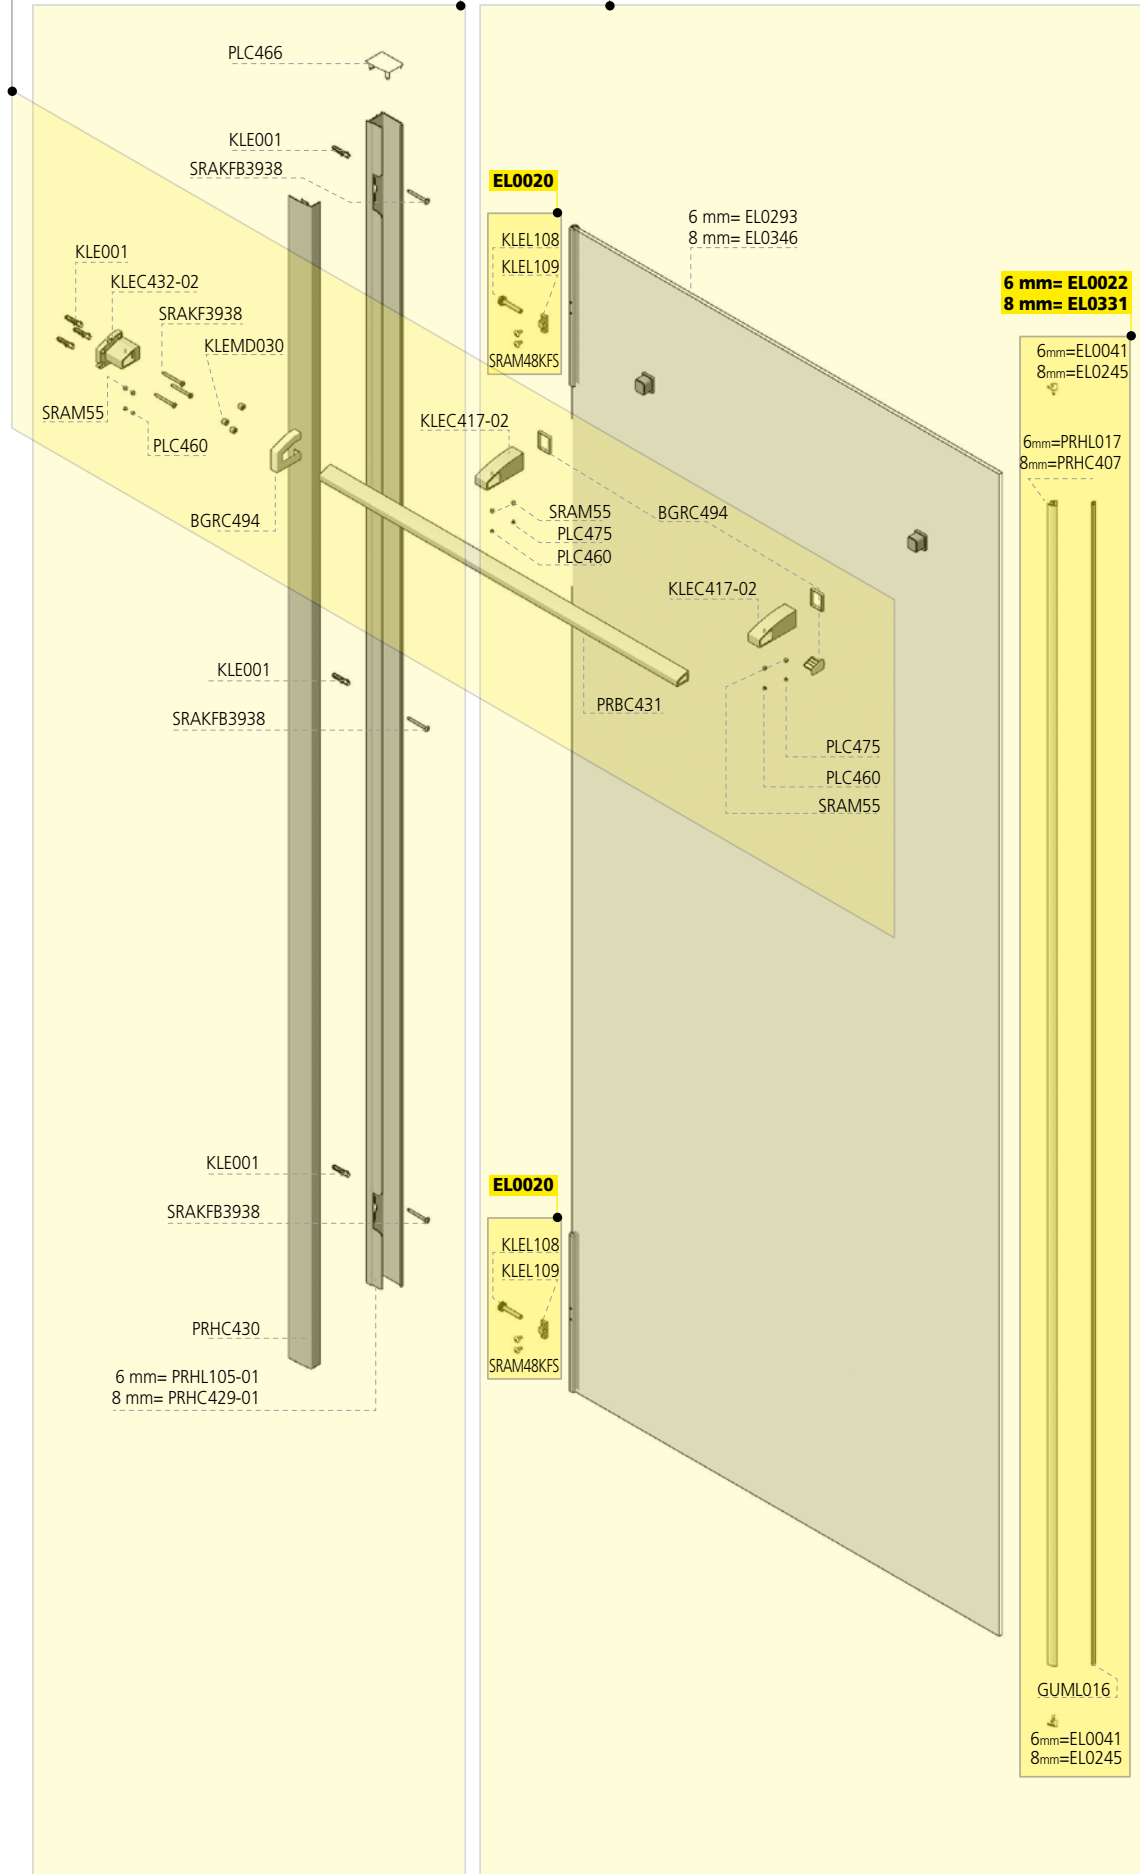 PLC466
KLE001
SRAKFB3938
EL0020
KLEL108
KLEL109
SRAM48KFS
6 mm= EL0293
8 mm= EL0346
6 mm= EL0022
8 mm= EL0331
6mm=EL0041
8mm=EL0245
6mm=PRHL017
8mm=PRHC407
KLE001
KLEC432-02
SRAKF3938
KLEMD030
SRAM55
PLC460
BGRC494
KLEC417-02
SRAM55
PLC475
PLC460
BGRC494
KLEC417-02
PRBC431
PLC475
PLC460
SRAM55
KLE001
SRAKFB3938
KLE001
SRAKFB3938
EL0020
KLEL108
KLEL109
SRAM48KFS
PRHC430
6 mm= PRHL105-01
8 mm= PRHC429-01
GUML016
6mm=EL0041
8mm=EL0245